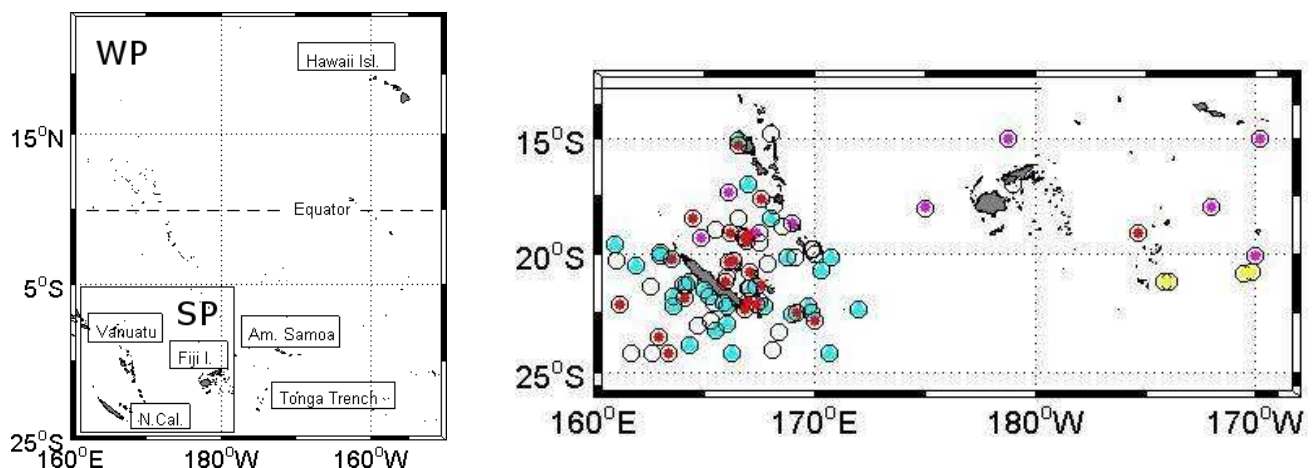 WP
Hawaii Isl.
15°N
Equator
5°S
SP
Vanuatu
Am. Samoa
Fiji I.
Tonga Trench
N.Cal.
25°S
160°E 180°W 160°W
15°S
20°S
25°S
160°E 170°E 180°W 170°W